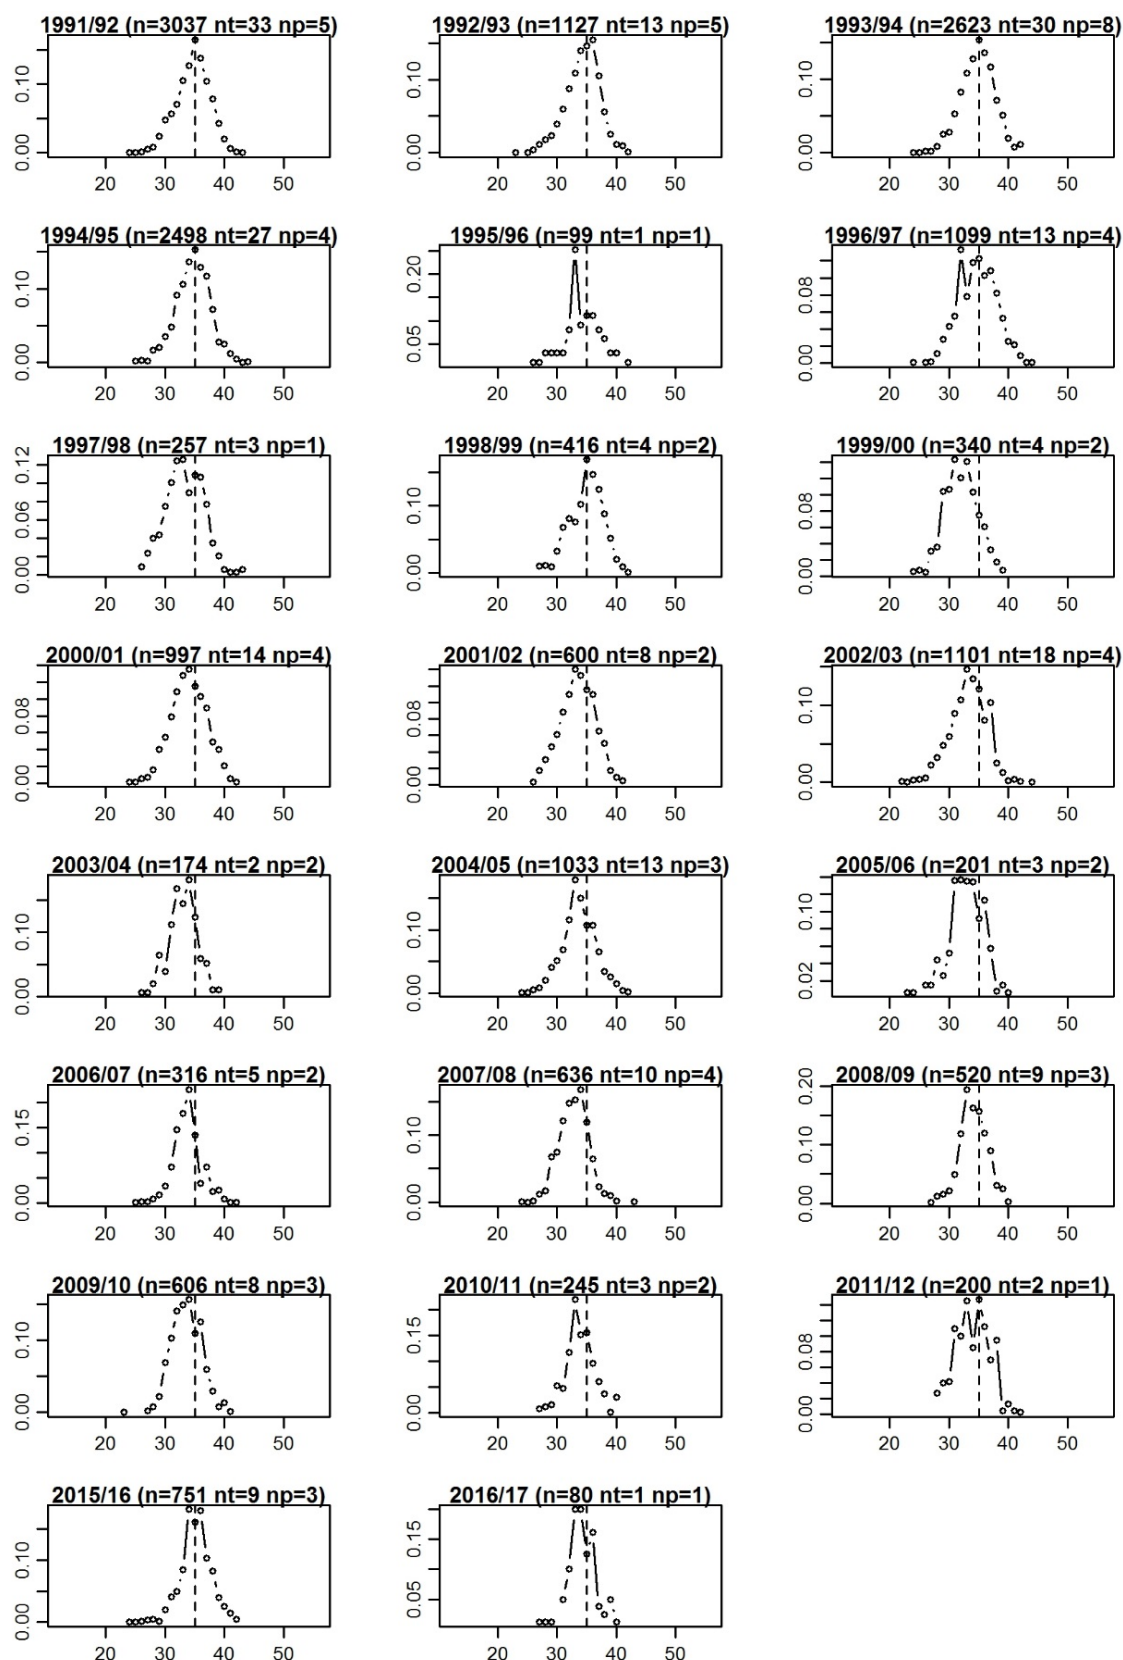 1991/92 (n=3037 nt=33 np=5)
0.00 0.10
20 30 40 50
1992/93 (n=1127 nt=13 np=5)
0.00 0.10
20 30 40 50
1993/94 (n=2623 nt=30 np=8)
0.00 0.10
20 30 40 50
1994/95 (n=2498 nt=27 np=4)
0.00 0.10
20 30 40 50
1995/96 (n=99 nt=1 np=1)
0.05 0.20
20 30 40 50
1996/97 (n=1099 nt=13 np=4)
0.00 0.08
20 30 40 50
1997/98 (n=257 nt=3 np=1)
0.00 0.06 0.12
20 30 40 50
1998/99 (n=416 nt=4 np=2)
0.00 0.10
20 30 40 50
1999/00 (n=340 nt=4 np=2)
0.00 0.08
20 30 40 50
2000/01 (n=997 nt=14 np=4)
0.00 0.08
20 30 40 50
2001/02 (n=600 nt=8 np=2)
0.00 0.08
20 30 40 50
2002/03 (n=1101 nt=18 np=4)
0.00 0.10
20 30 40 50
2003/04 (n=174 nt=2 np=2)
0.00 0.10
20 30 40 50
2004/05 (n=1033 nt=13 np=3)
0.00 0.10
20 30 40 50
2005/06 (n=201 nt=3 np=2)
0.02 0.10
20 30 40 50
2006/07 (n=316 nt=5 np=2)
0.00 0.15
20 30 40 50
2007/08 (n=636 nt=10 np=4)
0.00 0.10
20 30 40 50
2008/09 (n=520 nt=9 np=3)
0.00 0.10 0.20
20 30 40 50
2009/10 (n=606 nt=8 np=3)
0.00 0.10
20 30 40 50
2010/11 (n=245 nt=3 np=2)
0.00 0.15
20 30 40 50
2011/12 (n=200 nt=2 np=1)
0.00 0.08
20 30 40 50
2015/16 (n=751 nt=9 np=3)
0.00 0.10
20 30 40 50
2016/17 (n=80 nt=1 np=1)
0.05 0.15
20 30 40 50